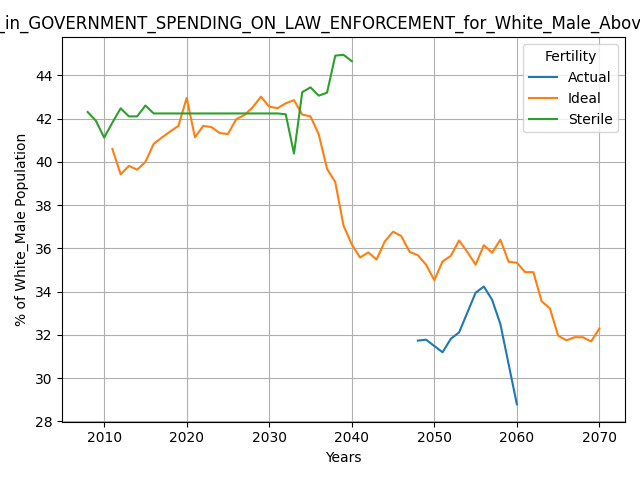 _in_GOVERNMENT_SPENDING_ON_LAW_ENFORCEMENT_for_White_Male_Abov
Fertility
Actual
Ideal
Sterile
% of White_Male Population
44
42
40
38
36
34
32
30
28
2010
2020
2030
2040
2050
2060
2070
Years